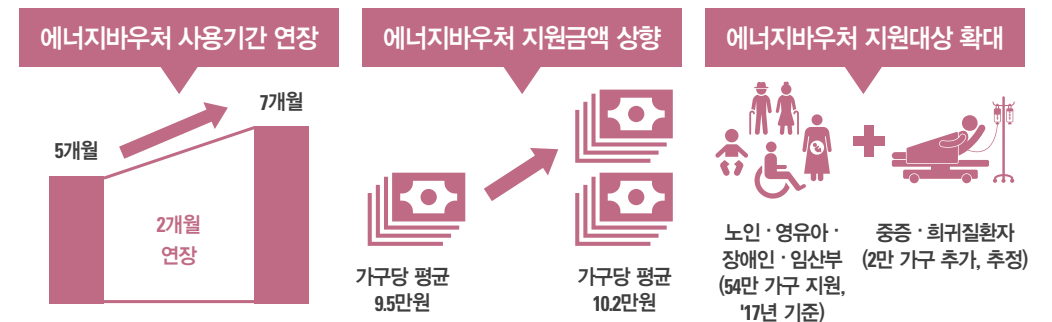 에너지바우처 사용기간 연장
5개월
7개월
2개월
연장
에너지바우처 지원금액 상향
가구당 평균
9.5만원
가구당 평균
10.2만원
에너지바우처 지원대상 확대
노인 · 영유아 ·
장애인 · 임산부
(54만 가구 지원,
'17년 기준)
중증 · 희귀질환자
(2만 가구 추가, 추정)